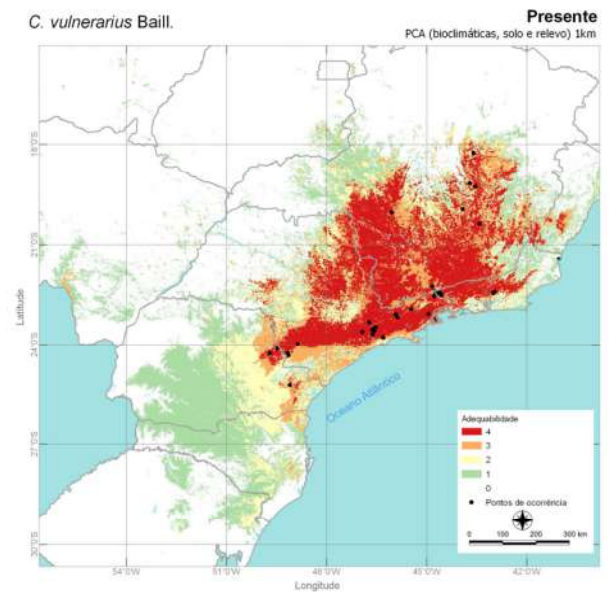 C. vulnerarius Baill.
Presente
PCA (bioclimáticas, solo e relevo) 1km
18°0'S
21°0'S
24°0'S
27°0'S
30°0'S
Latitude
Oceano Atlântico
Adequabilidade
4
3
2
1
0
Pontos de ocorrência
0 100 200 300 km
54°0'W 51°0'W 48°0'W 45°0'W 42°0'W
Longitude